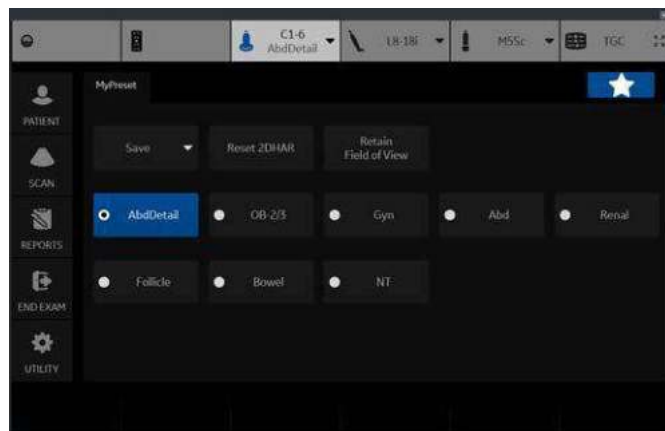 C1-6
AbdDetail
L8-18i
M5Sc
TGC
MyPreset
PATIENT
Save
Reset 2DHAR
Retain
Field of View
SCAN
AbdDetail
OB-2/3
Gyn
Abd
Renal
REPORTS
Follicle
Bowel
NT
END EXAM
UTILITY